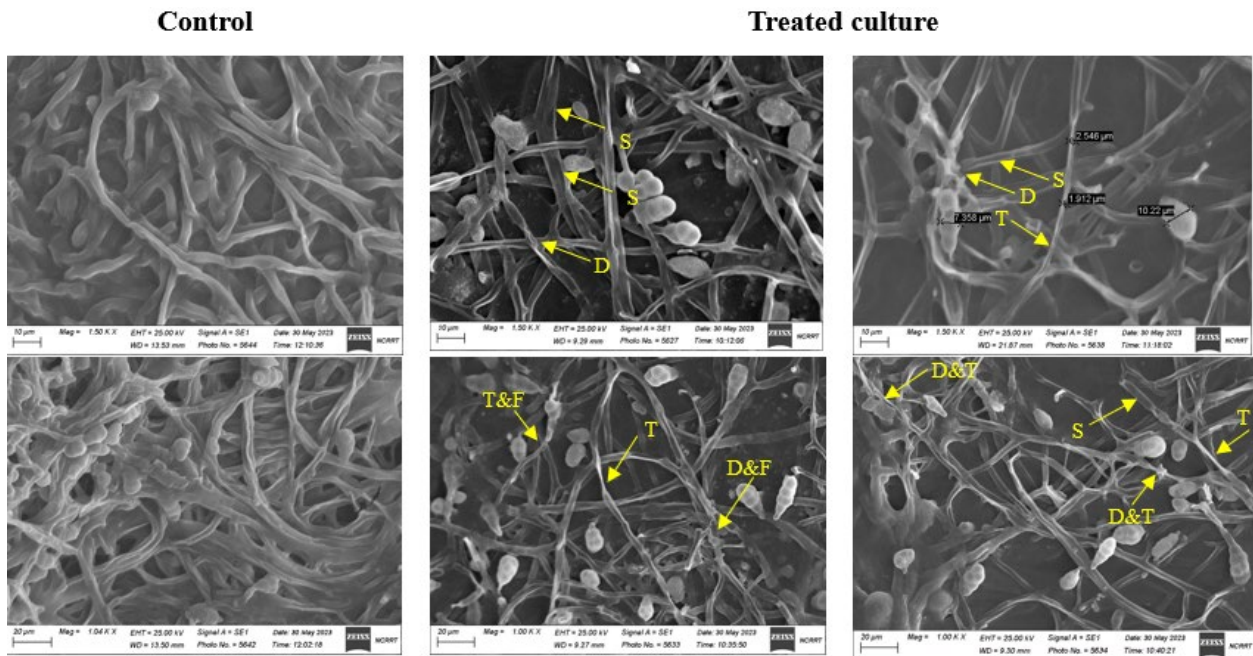 Control
Treated culture
S
S
D
2.546 µm
S
D
1.912 µm
7.358 µm
T
10.22 µm
10 µm Mag = 1.50 K X EHT = 25.00 kV Signal A = SE1 Date: 30 May 2023 ZEISS NCRRT
WD = 13.53 mm Photo No. = 5644 Time: 12:10:36
10 µm Mag = 1.50 K X EHT = 25.00 kV Signal A = SE1 Date: 30 May 2023 ZEISS NCRRT
WD = 9.29 mm Photo No. = 5627 Time: 10:12:06
10 µm Mag = 1.50 K X EHT = 25.00 kV Signal A = SE1 Date: 30 May 2023 ZEISS NCRRT
WD = 21.87 mm Photo No. = 5638 Time: 11:18:02
T&F
T
D&F
D&T
S
T
D&T
20 µm Mag = 1.04 K X EHT = 25.00 kV Signal A = SE1 Date: 30 May 2023 ZEISS NCRRT
WD = 13.50 mm Photo No. = 5642 Time: 12:02:18
20 µm Mag = 1.00 K X EHT = 25.00 kV Signal A = SE1 Date: 30 May 2023 ZEISS NCRRT
WD = 9.27 mm Photo No. = 5633 Time: 10:35:50
20 µm Mag = 1.00 K X EHT = 25.00 kV Signal A = SE1 Date: 30 May 2023 ZEISS NCRRT
WD = 9.30 mm Photo No. = 5634 Time: 10:40:21